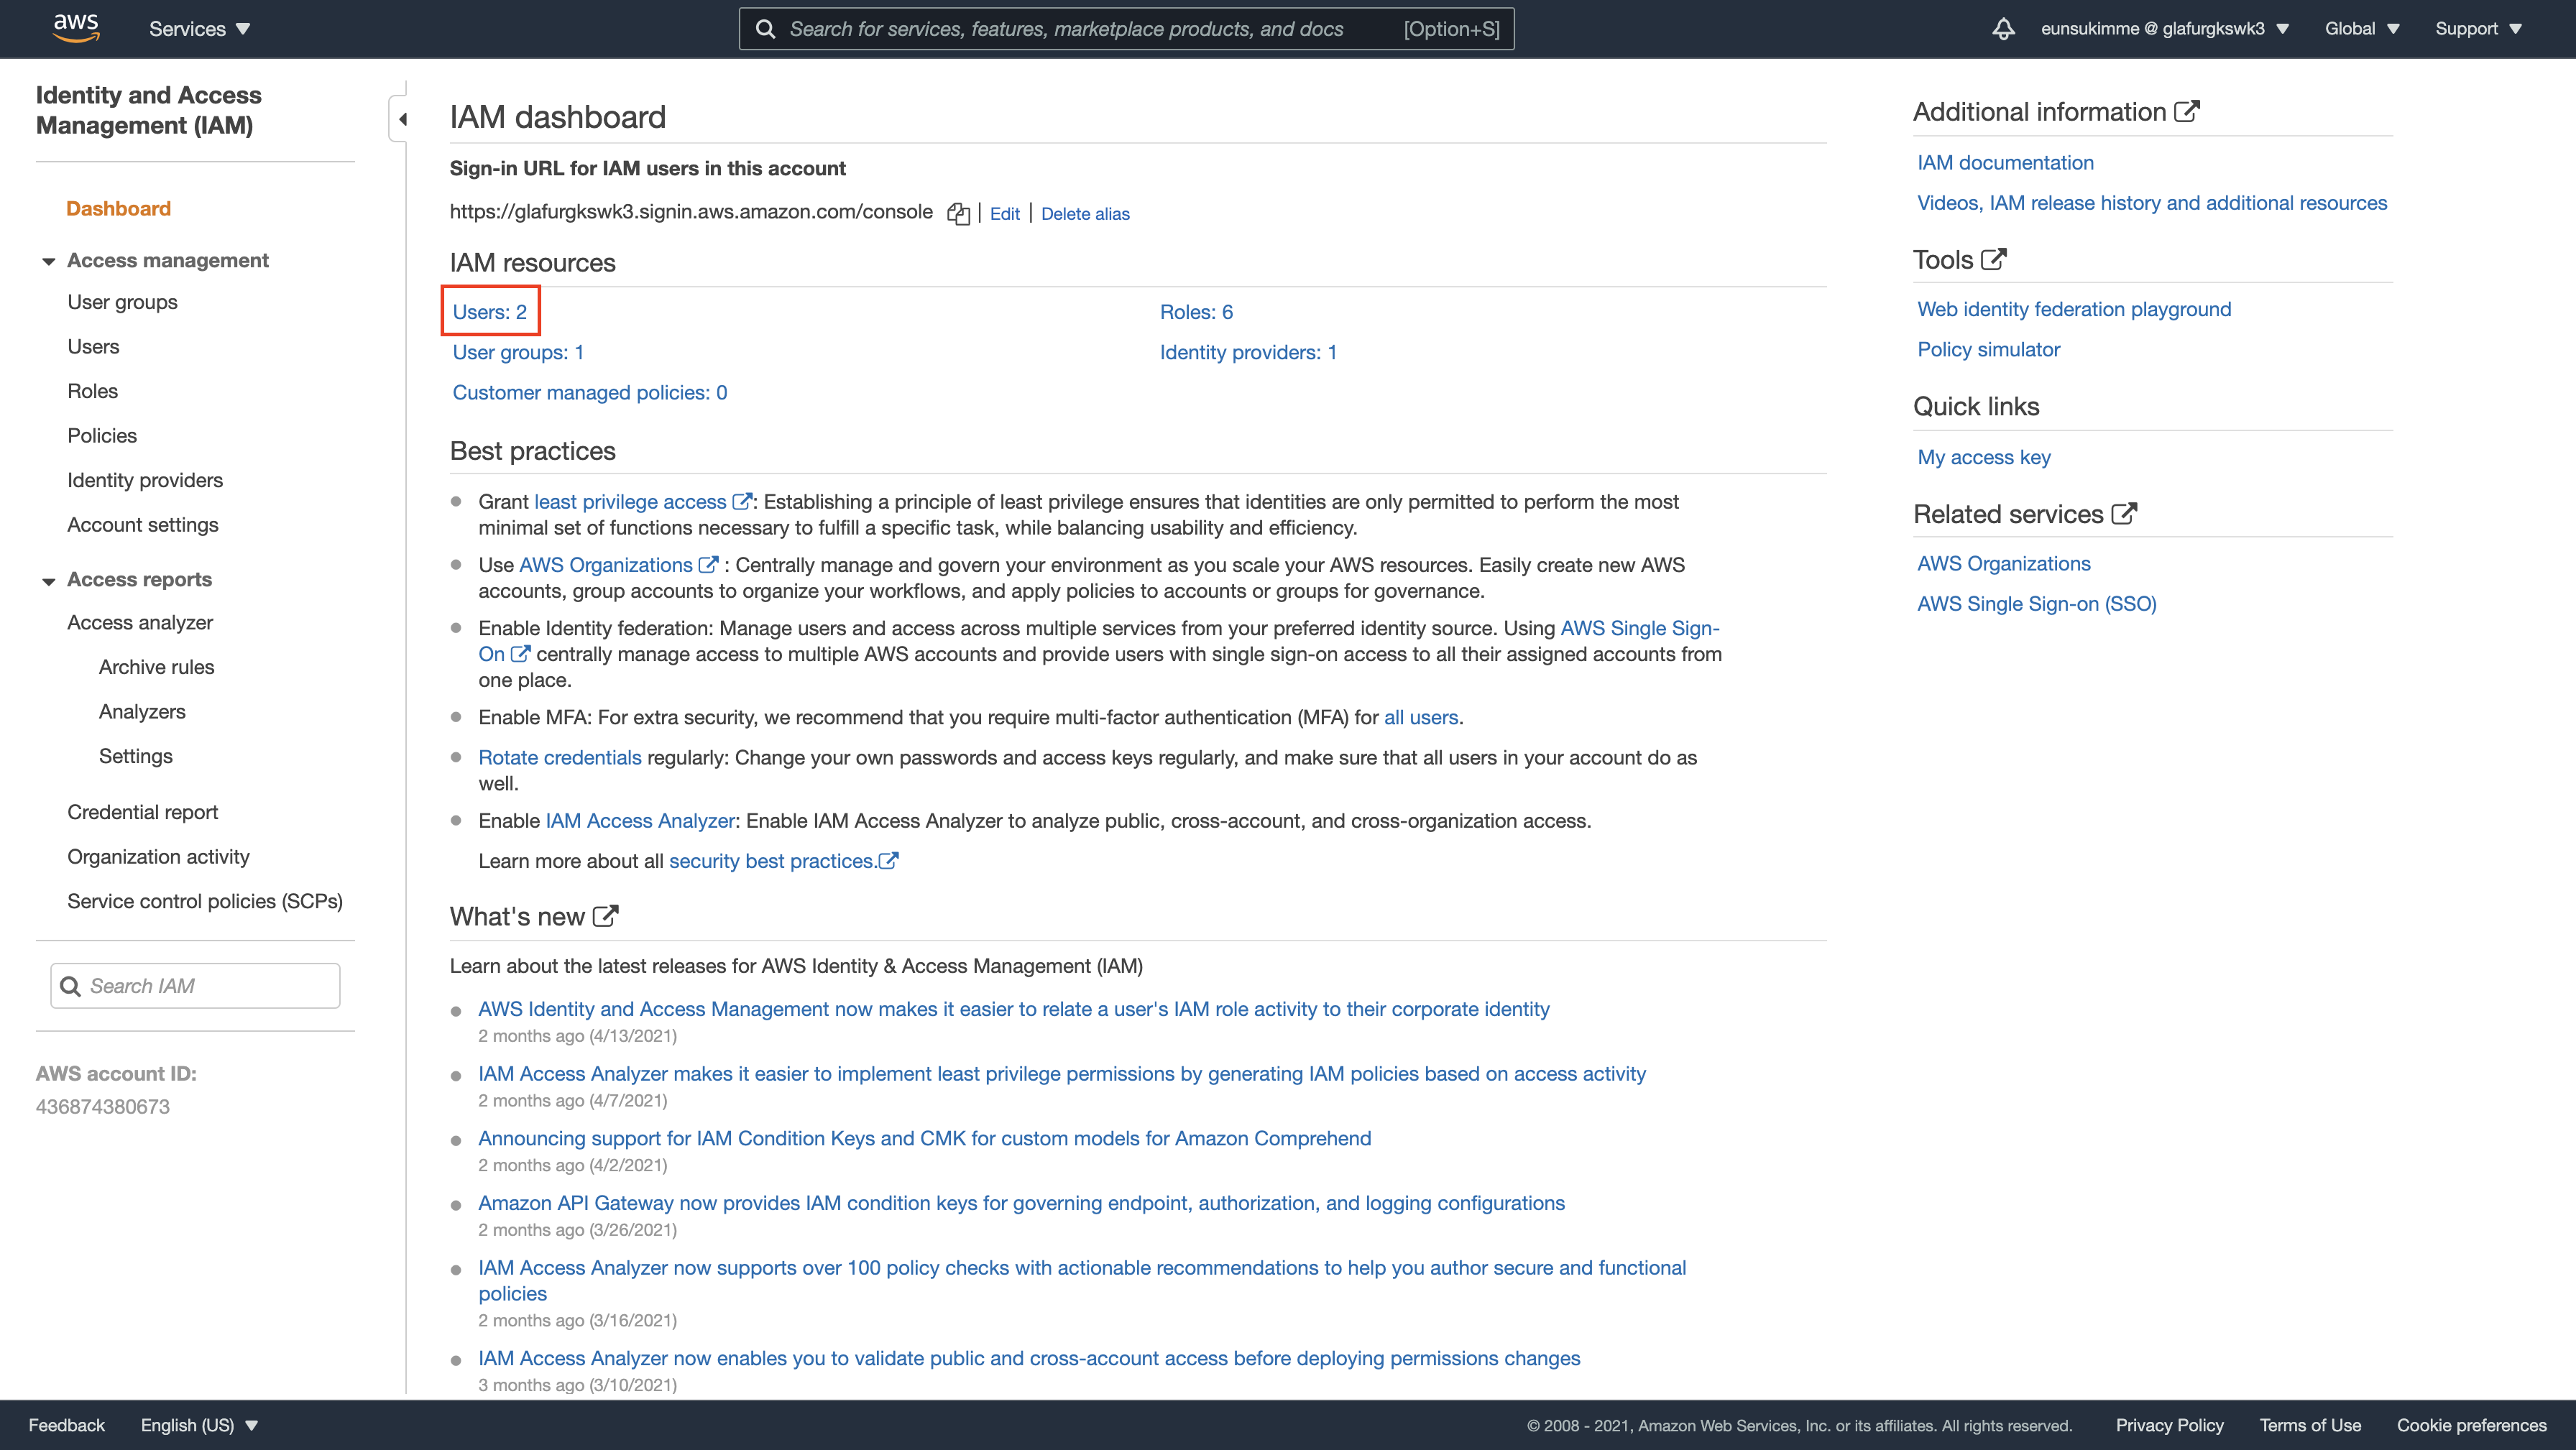 aws
Services
Search for services, features, marketplace products, and docs
[Option+S]
eunsukimme @ glafurgkswk3
Global
Support
Identity and Access
Management (IAM)
Dashboard
Access management
User groups
Users
Roles
Policies
Identity providers
Account settings
Access reports
Access analyzer
Archive rules
Analyzers
Settings
Credential report
Organization activity
Service control policies (SCPs)
Search IAM
AWS account ID:
436874380673
IAM dashboard
Sign-in URL for IAM users in this account
https://glafurgkswk3.signin.aws.amazon.com/console | Edit | Delete alias
IAM resources
Users: 2
Roles: 6
User groups: 1
Identity providers: 1
Customer managed policies: 0
Best practices
Grant least privilege access : Establishing a principle of least privilege ensures that identities are only permitted to perform the most
minimal set of functions necessary to fulfill a specific task, while balancing usability and efficiency.
Use AWS Organizations : Centrally manage and govern your environment as you scale your AWS resources. Easily create new AWS
accounts, group accounts to organize your workflows, and apply policies to accounts or groups for governance.
Enable Identity federation: Manage users and access across multiple services from your preferred identity source. Using AWS Single Sign-
On centrally manage access to multiple AWS accounts and provide users with single sign-on access to all their assigned accounts from
one place.
Enable MFA: For extra security, we recommend that you require multi-factor authentication (MFA) for all users.
Rotate credentials regularly: Change your own passwords and access keys regularly, and make sure that all users in your account do as
well.
Enable IAM Access Analyzer: Enable IAM Access Analyzer to analyze public, cross-account, and cross-organization access.
Learn more about all security best practices.
What's new
Learn about the latest releases for AWS Identity & Access Management (IAM)
AWS Identity and Access Management now makes it easier to relate a user's IAM role activity to their corporate identity
2 months ago (4/13/2021)
IAM Access Analyzer makes it easier to implement least privilege permissions by generating IAM policies based on access activity
2 months ago (4/7/2021)
Announcing support for IAM Condition Keys and CMK for custom models for Amazon Comprehend
2 months ago (4/2/2021)
Amazon API Gateway now provides IAM condition keys for governing endpoint, authorization, and logging configurations
2 months ago (3/26/2021)
IAM Access Analyzer now supports over 100 policy checks with actionable recommendations to help you author secure and functional
policies
2 months ago (3/16/2021)
IAM Access Analyzer now enables you to validate public and cross-account access before deploying permissions changes
3 months ago (3/10/2021)
Additional information
IAM documentation
Videos, IAM release history and additional resources
Tools
Web identity federation playground
Policy simulator
Quick links
My access key
Related services
AWS Organizations
AWS Single Sign-on (SSO)
Feedback
English (US)
© 2008 - 2021, Amazon Web Services, Inc. or its affiliates. All rights reserved.
Privacy Policy
Terms of Use
Cookie preferences